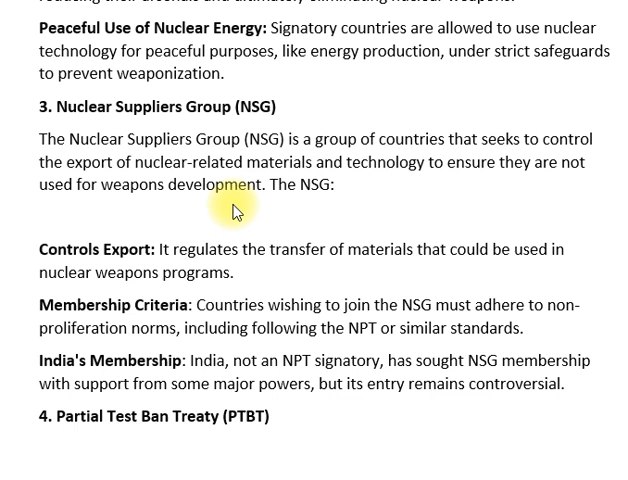 Peaceful Use of Nuclear Energy: Signatory countries are allowed to use nuclear
technology for peaceful purposes, like energy production, under strict safeguards
to prevent weaponization.
3. Nuclear Suppliers Group (NSG)
The Nuclear Suppliers Group (NSG) is a group of countries that seeks to control
the export of nuclear-related materials and technology to ensure they are not
used for weapons development. The NSG:
Controls Export: It regulates the transfer of materials that could be used in
nuclear weapons programs.
Membership Criteria: Countries wishing to join the NSG must adhere to non-
proliferation norms, including following the NPT or similar standards.
India's Membership: India, not an NPT signatory, has sought NSG membership
with support from some major powers, but its entry remains controversial.
4. Partial Test Ban Treaty (PTBT)